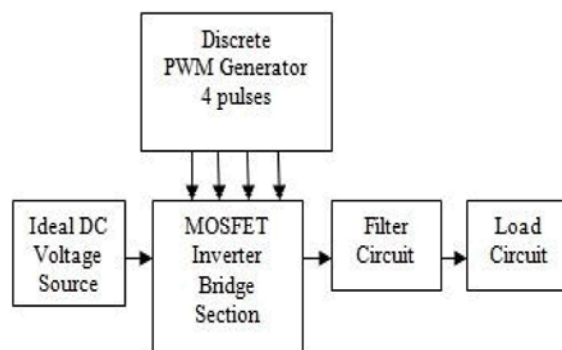 Discrete
PWM Generator
4 pulses
Ideal DC
Voltage
Source
MOSFET
Inverter
Bridge
Section
Filter
Circuit
Load
Circuit